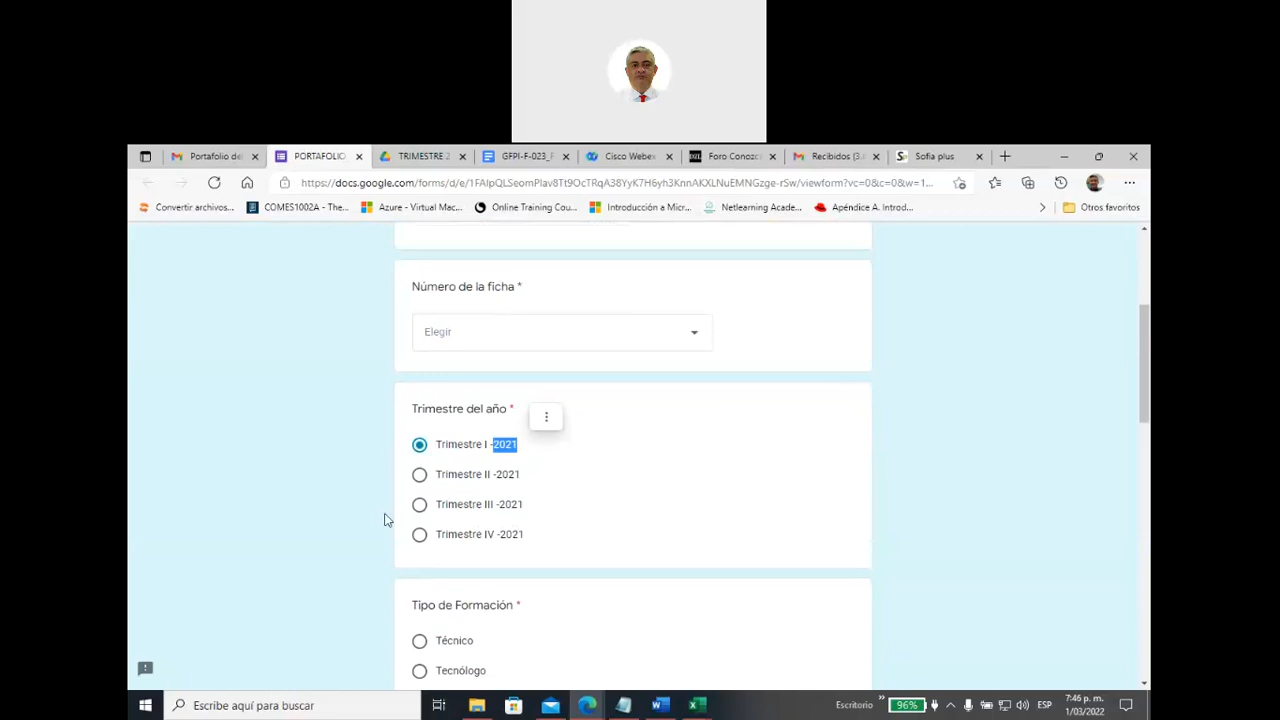 Portafolio de
PORTAFOLIO
TRIMESTRE 2
GFPI-F-023_F
Cisco Webex
Foro Conozc
Recibidos (3.
Sofia plus
https://docs.google.com/forms/d/e/1FAIpQLSeomPIav8Tt9OcTRqA38YyK7H6yh3KnnAKXLNuEMNGzge-rSw/viewform?vc=0&c=0&w=1...
Convertir archivos...
COMES1002A - The...
Azure - Virtual Mac...
Online Training Cou...
Introducción a Micr...
Netlearning Acade...
Apéndice A. Introd...
Otros favoritos
Número de la ficha *
Elegir
Trimestre del año *
Trimestre I -2021
Trimestre II -2021
Trimestre III -2021
Trimestre IV -2021
Tipo de Formación *
Técnico
Tecnólogo
Escribe aquí para buscar
Escritorio
96%
ESP
7:46 p. m.
1/03/2022